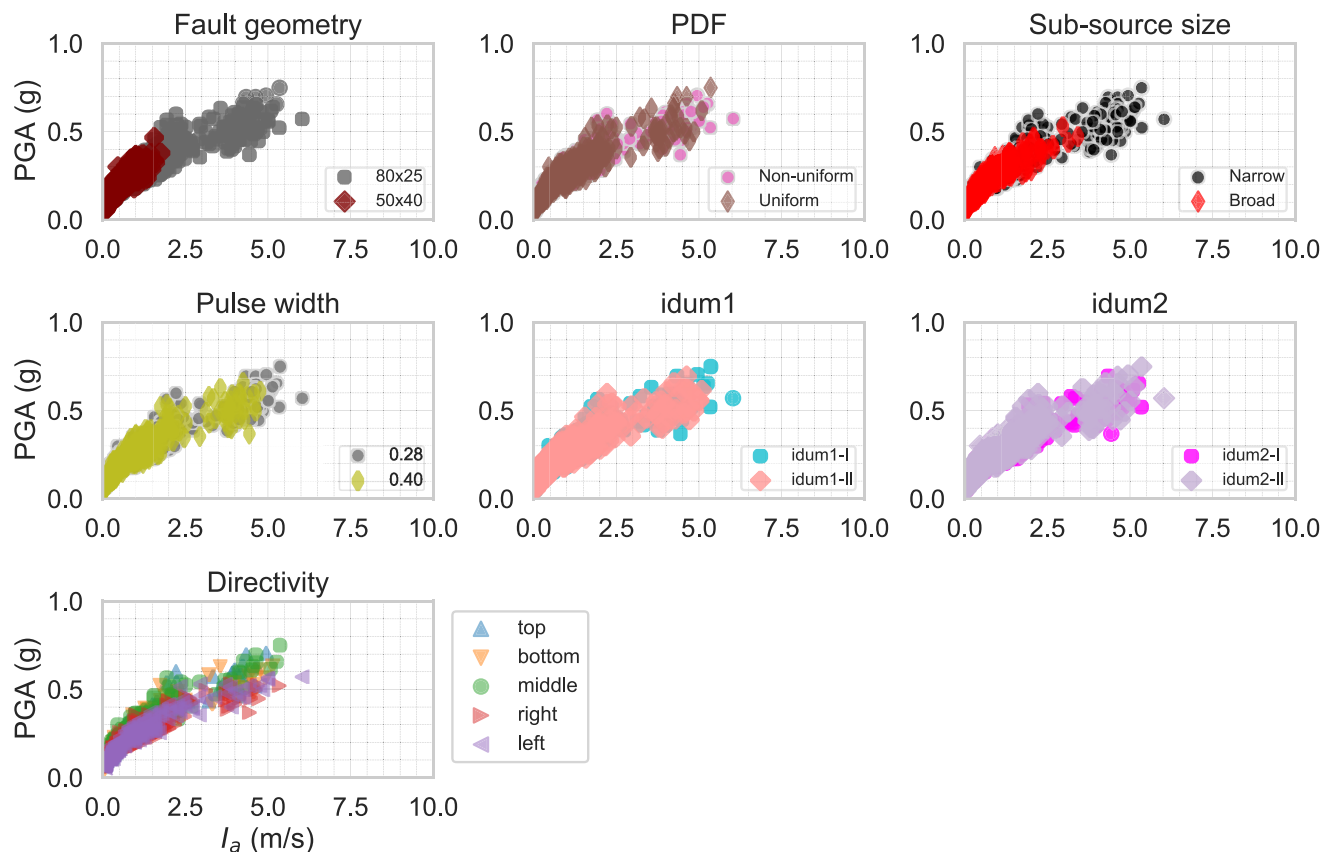 Fault geometry
PDF
Sub-source size
1.0
1.0
1.0
PGA (g)
0.5
0.5
0.5
80x25
50x40
Non-uniform
Uniform
Narrow
Broad
0.0
0.0
0.0
0.0 2.5 5.0 7.5 10.0
0.0 2.5 5.0 7.5 10.0
0.0 2.5 5.0 7.5 10.0
Pulse width
idum1
idum2
1.0
1.0
1.0
PGA (g)
0.5
0.5
0.5
0.28
0.40
idum1-I
idum1-II
idum2-I
idum2-II
0.0
0.0
0.0
0.0 2.5 5.0 7.5 10.0
0.0 2.5 5.0 7.5 10.0
0.0 2.5 5.0 7.5 10.0
Directivity
1.0
PGA (g)
0.5
0.0
top
bottom
middle
right
left
0.0 2.5 5.0 7.5 10.0
I_a (m/s)